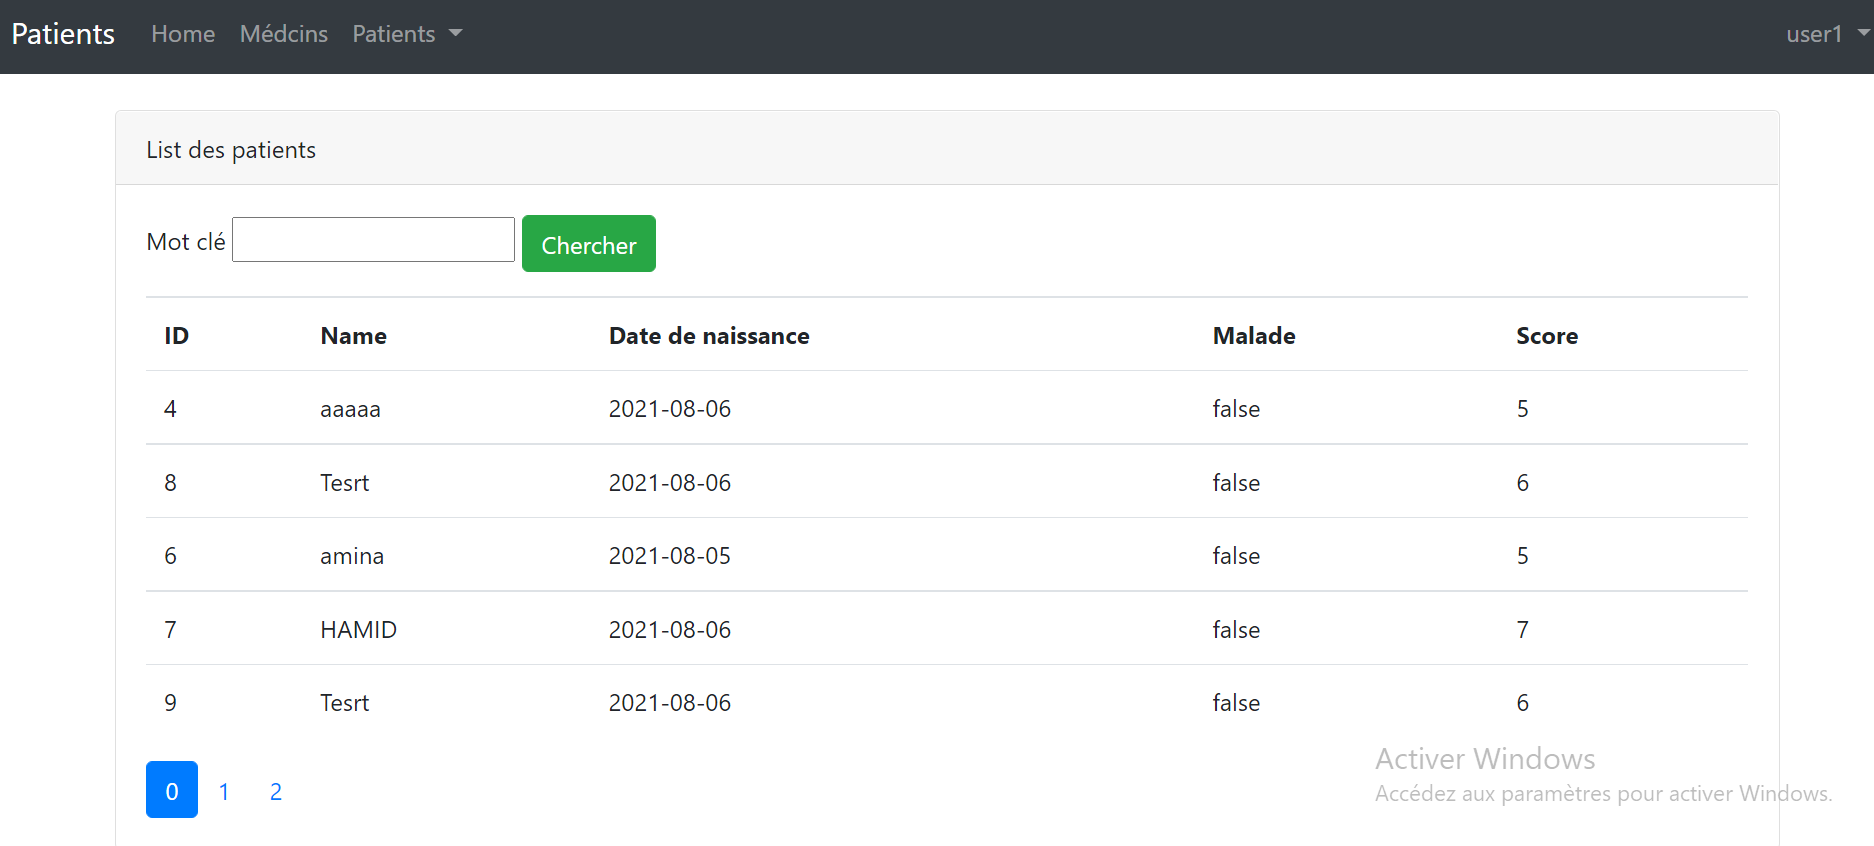 Patients Home Médcins Patients user1
List des patients
Mot clé Chercher
ID Name Date de naissance Malade Score
4 aaaaa 2021-08-06 false 5
8 Tesrt 2021-08-06 false 6
6 amina 2021-08-05 false 5
7 HAMID 2021-08-06 false 7
9 Tesrt 2021-08-06 false 6
Activer Windows
0 1 2 Accédez aux paramètres pour activer Windows.